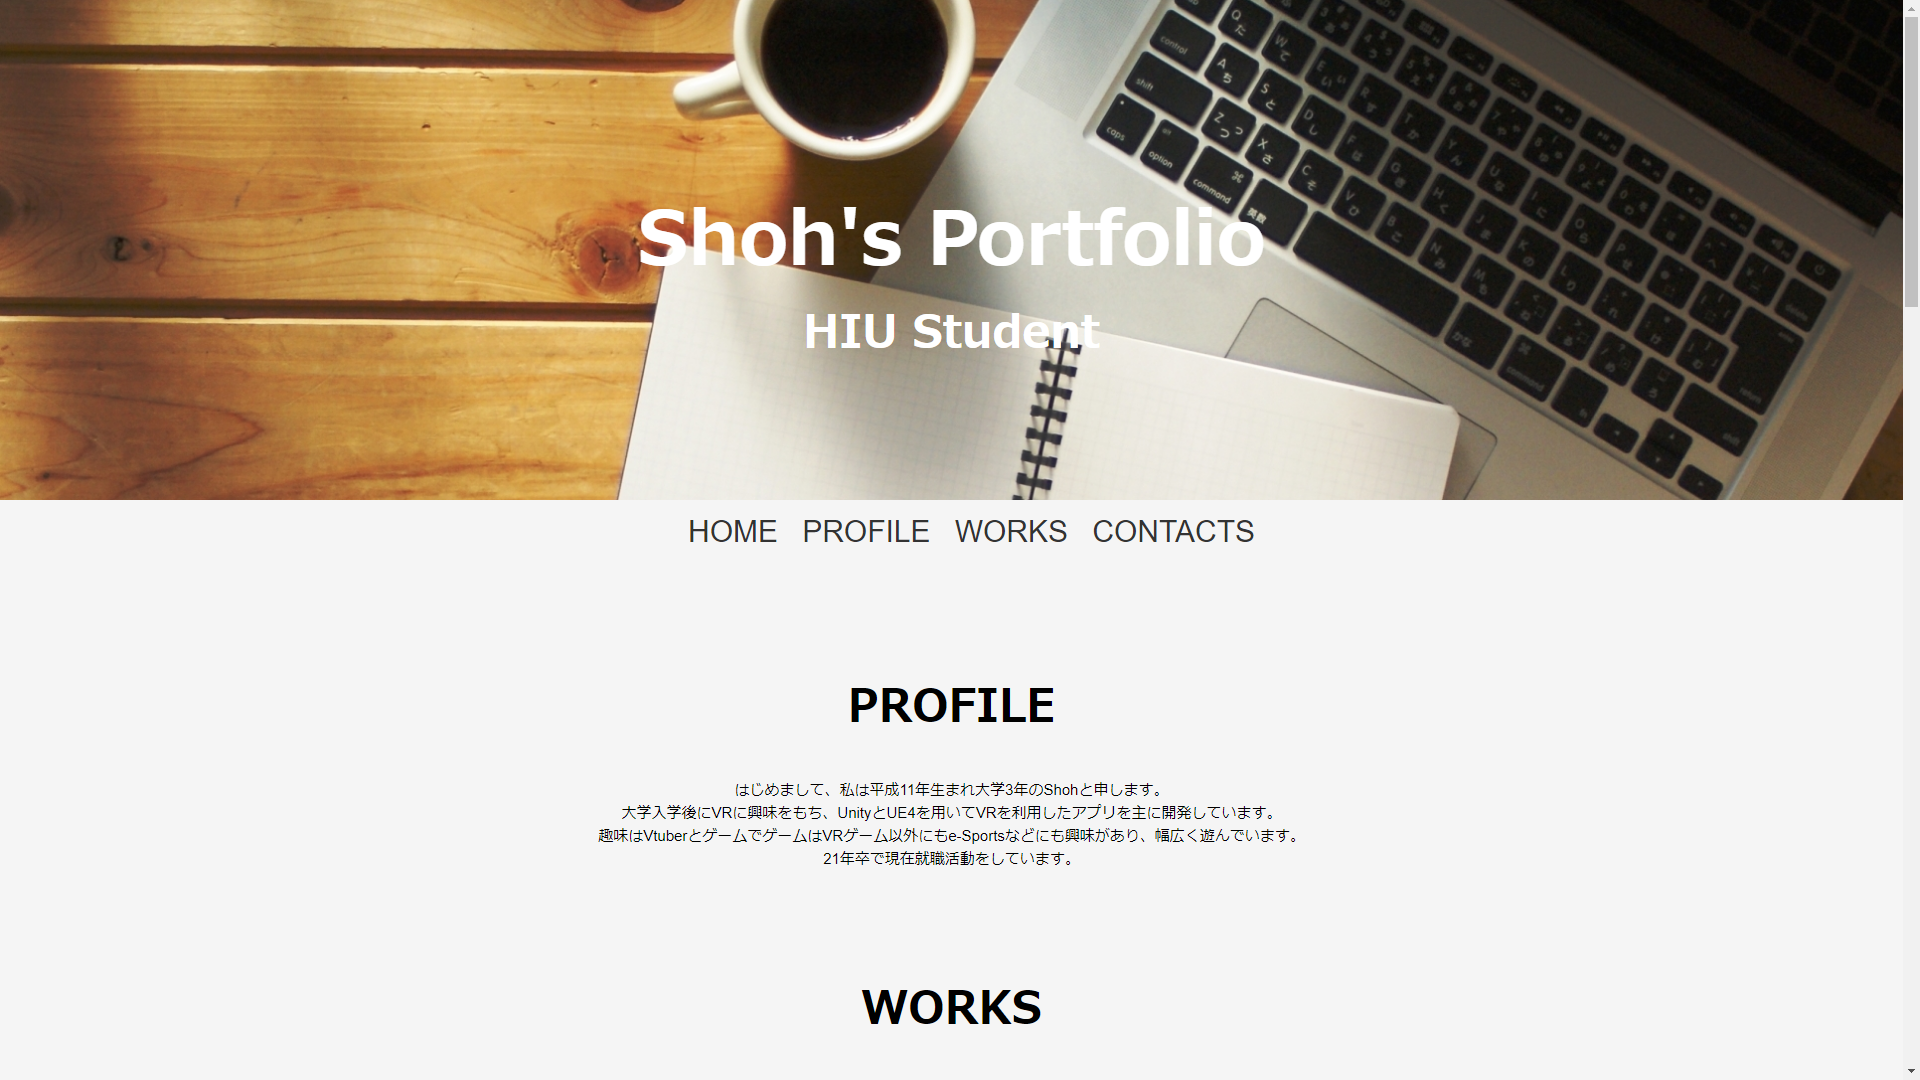 Shoh's Portfolio
HIU Student
HOME PROFILE WORKS CONTACTS
PROFILE
はじめまして、私は平成11年生まれ大学3年のShohと申します。
大学入学後にVRに興味をもち、UnityとUE4を用いてVRを利用したアプリを主に開発しています。
趣味はVtuberとゲームでゲームはVRゲーム以外にもe-Sportsなどにも興味があり、幅広く遊んでいます。
21年卒で現在就職活動をしています。
WORKS